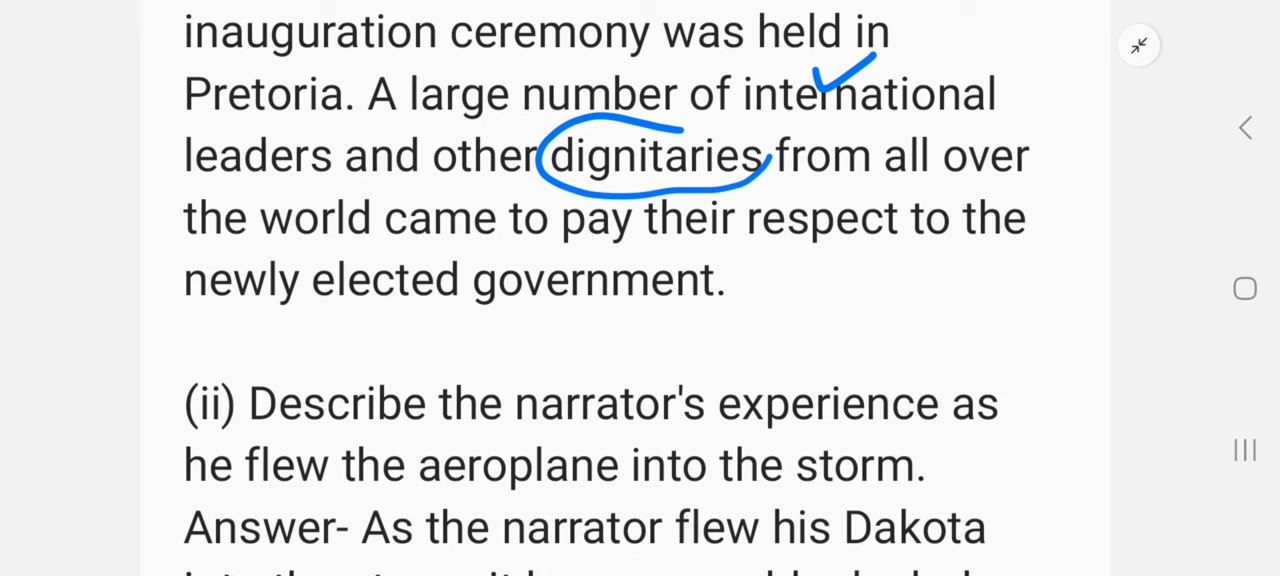 inauguration ceremony was held in
Pretoria. A large number of international
leaders and other dignitaries from all over
the world came to pay their respect to the
newly elected government.
(ii) Describe the narrator's experience as
he flew the aeroplane into the storm.
Answer- As the narrator flew his Dakota